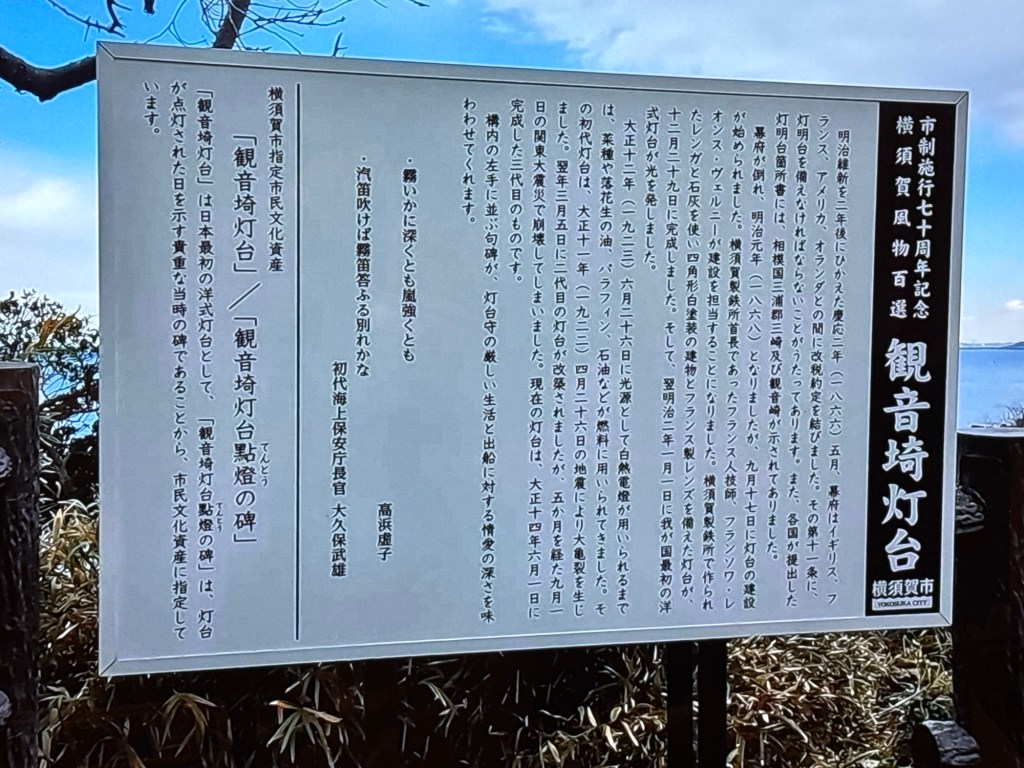 市制施行七十周年記念
横須賀風物百選
観音埼灯台
横須賀市
YOKOSUKA CITY
明治維新を二年後にひかえた慶応二年（一八六六）五月、幕府はイギリス、フ
ランス、アメリカ、オランダとの間に改税約定を結びました。その第十一条に、
灯明台を備えなければならないことがうたってあります。また、各国が提出した
灯明台箇所書には、相模国三浦郡三崎及び観音崎が示されてありました。
幕府が倒れ、明治元年（一八六八）となりましたが、九月十七日に灯台の建設
が始められました。横須賀製鉄所首長であったフランス人技師、フランソワ・レ
オンス・ヴェルニーが建設を担当することになりました。横須賀製鉄所で作られ
たレンガと石灰を使い四角形白塗装の建物とフランス製レンズを備えた灯台が、
十二月二十九日に完成しました。そして、翌明治二年一月一日に我が国最初の洋
式灯台が光を発しました。
大正十二年（一九二三）六月二十六日に光源として白熱電燈が用いられるまで
は、菜種や落花生の油、パラフィン、石油などが燃料に用いられてきました。そ
の初代灯台は、大正十一年（一九二二）四月二十六日の地震により大亀裂を生じ
ました。翌年三月五日に二代目の灯台が改築されましたが、五か月を経た九月一
日の関東大震災で崩壊してしまいました。現在の灯台は、大正十四年六月一日に
完成した三代目のものです。
構内の左手に並ぶ句碑が、灯台守の厳しい生活と出船に対する情愛の深さを味
わわせてくれます。
・霧いかに深くとも嵐強くとも
高浜虚子
・汽笛吹けば霧笛答ふる別れかな
初代海上保安庁長官 大久保武雄
横須賀市指定市民文化資産
「観音埼灯台」／「観音埼灯台點燈の碑」
てんとう
「観音埼灯台」は日本最初の洋式灯台として、「観音埼灯台點燈の碑」は、灯台
てんとう
が点灯された日を示す貴重な当時の碑であることから、市民文化資産に指定して
います。